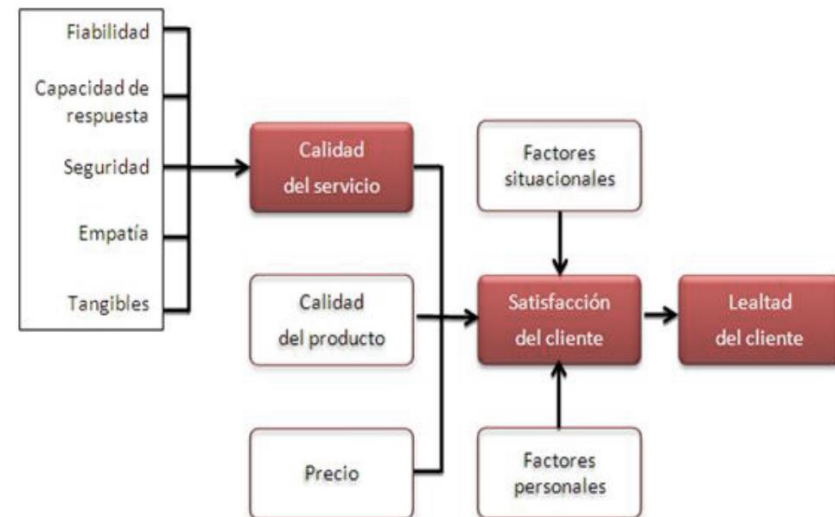 Fiabilidad
Capacidad de
respuesta
Seguridad
Empatía
Tangibles
Calidad
del servicio
Calidad
del producto
Precio
Factores
situacionales
Satisfacción
del cliente
Factores
personales
Lealtad
del cliente